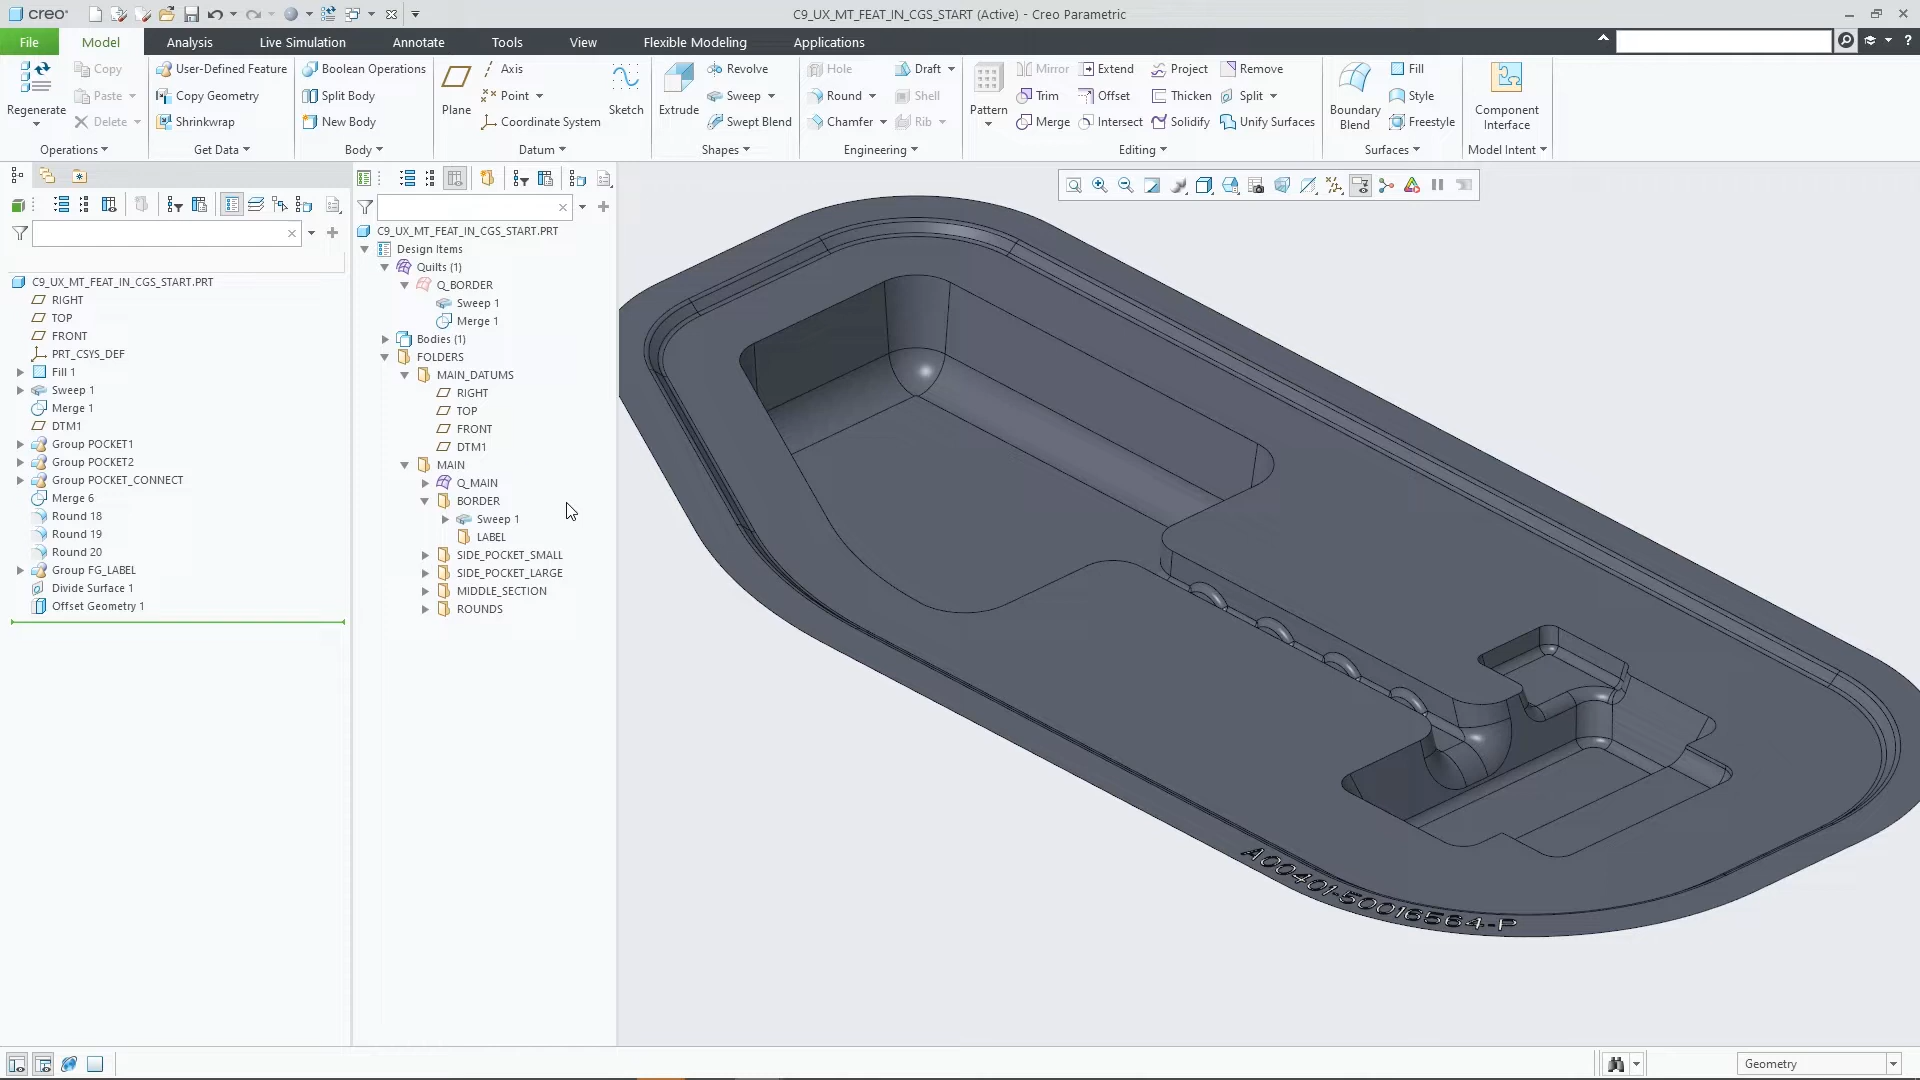 creo
C9_UX_MT_FEAT_IN_CGS_START (Active) - Creo Parametric
File Model Analysis Live Simulation Annotate Tools View Flexible Modeling Applications
Regenerate
Copy
Paste
Delete
Operations
User-Defined Feature
Copy Geometry
Shrinkwrap
Get Data
Boolean Operations
Split Body
New Body
Body
Plane
Axis
Point
Coordinate System
Sketch
Datum
Extrude
Revolve
Sweep
Swept Blend
Shapes
Hole
Draft
Round
Shell
Chamfer
Rib
Engineering
Pattern
Mirror
Extend
Project
Remove
Trim
Offset
Thicken
Split
Merge
Intersect
Solidify
Unify Surfaces
Editing
Boundary
Blend
Fill
Style
Freestyle
Surfaces
Component
Interface
Model Intent
C9_UX_MT_FEAT_IN_CGS_START.PRT
RIGHT
TOP
FRONT
PRT_CSYS_DEF
Fill 1
Sweep 1
Merge 1
DTM1
Group POCKET1
Group POCKET2
Group POCKET_CONNECT
Merge 6
Round 18
Round 19
Round 20
Group FG_LABEL
Divide Surface 1
Offset Geometry 1
C9_UX_MT_FEAT_IN_CGS_START.PRT
Design Items
Quilts (1)
Q_BORDER
Sweep 1
Merge 1
Bodies (1)
FOLDERS
MAIN_DATUMS
RIGHT
TOP
FRONT
DTM1
MAIN
Q_MAIN
BORDER
Sweep 1
LABEL
SIDE_POCKET_SMALL
SIDE_POCKET_LARGE
MIDDLE_SECTION
ROUNDS
A00401-50016564-P
Geometry